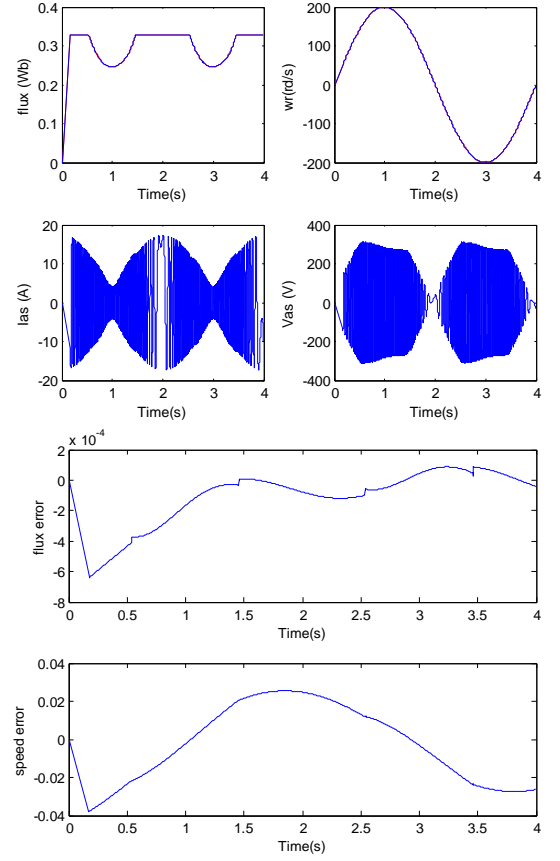 0.4
0.3
0.2
0.1
0
flux (Wb)
0 1 2 3 4
Time(s)
200
100
0
-100
-200
wr(rd/s)
0 1 2 3 4
Time(s)
20
10
0
-10
-20
Ias (A)
0 1 2 3 4
Time(s)
400
200
0
-200
-400
Vas (V)
0 1 2 3 4
Time(s)
x 10-4
2
0
-2
-4
-6
-8
flux error
0 0.5 1 1.5 2 2.5 3 3.5 4
Time(s)
0.04
0.02
0
-0.02
-0.04
speed error
0 0.5 1 1.5 2 2.5 3 3.5 4
Time(s)